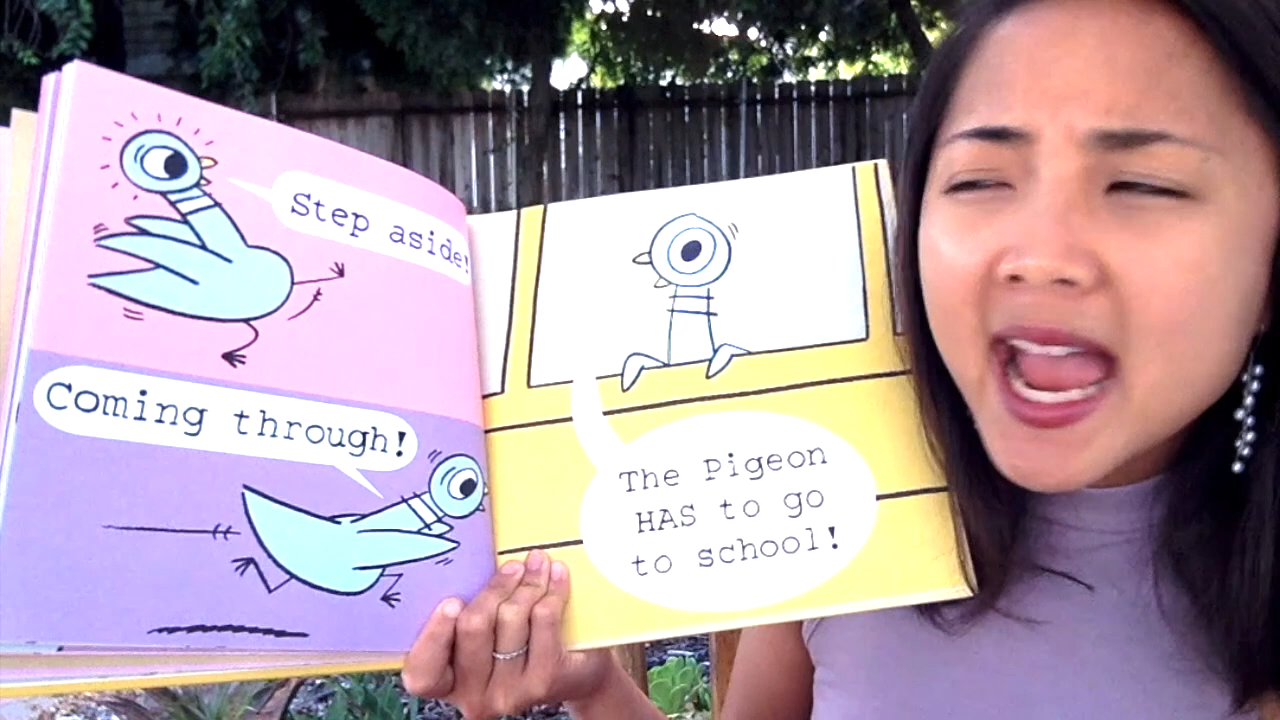 Step aside!
Coming through!
The Pigeon
HAS to go
to school!